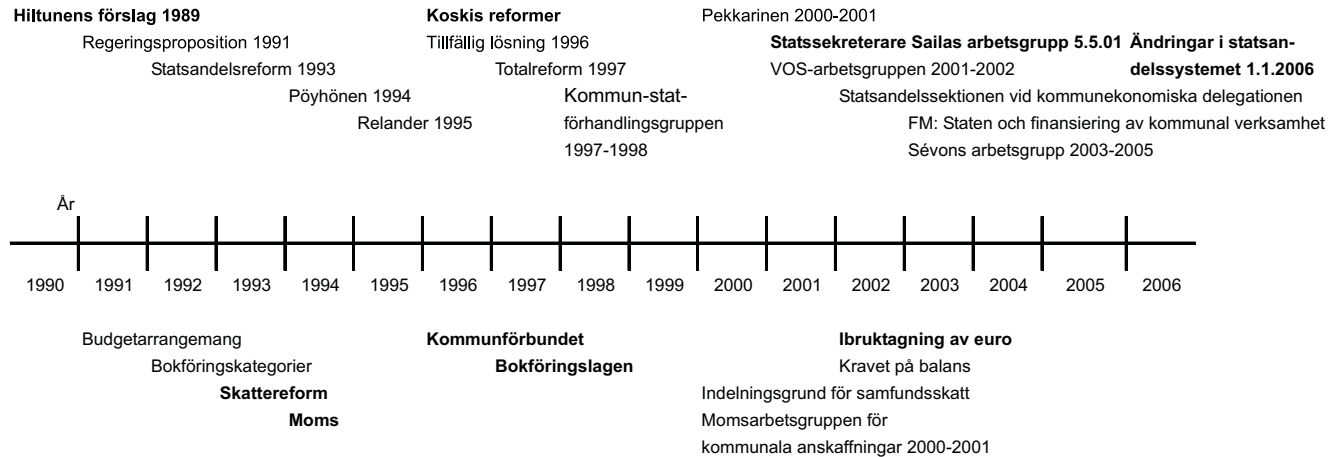 Hiltunens förslag 1989
Koskis reformer
Pekkarinen 2000-2001
Regeringsproposition 1991
Tillfällig lösning 1996
Statssekreterare Sailas arbetsgrupp 5.5.01
Ändringar i statsan-
Statsandelsreform 1993
Totalreform 1997
VOS-arbetsgruppen 2001-2002
delssystemet 1.1.2006
Pöyhönen 1994
Kommun-stat-
Statsandelssektionen vid kommunekonomiska delegationen
Relander 1995
förhandlingsgruppen
FM: Staten och finansiering av kommunal verksamhet
1997-1998
Sévons arbetsgrupp 2003-2005
År
1990 1991 1992 1993 1994 1995 1996 1997 1998 1999 2000 2001 2002 2003 2004 2005 2006
Budgetarrangemang
Kommunförbundet
Ibruktagning av euro
Bokföringskategorier
Bokföringslagen
Kravet på balans
Skattereform
Indelningsgrund för samfundsskatt
Moms
Momsarbetsgruppen för
kommunala anskaffningar 2000-2001